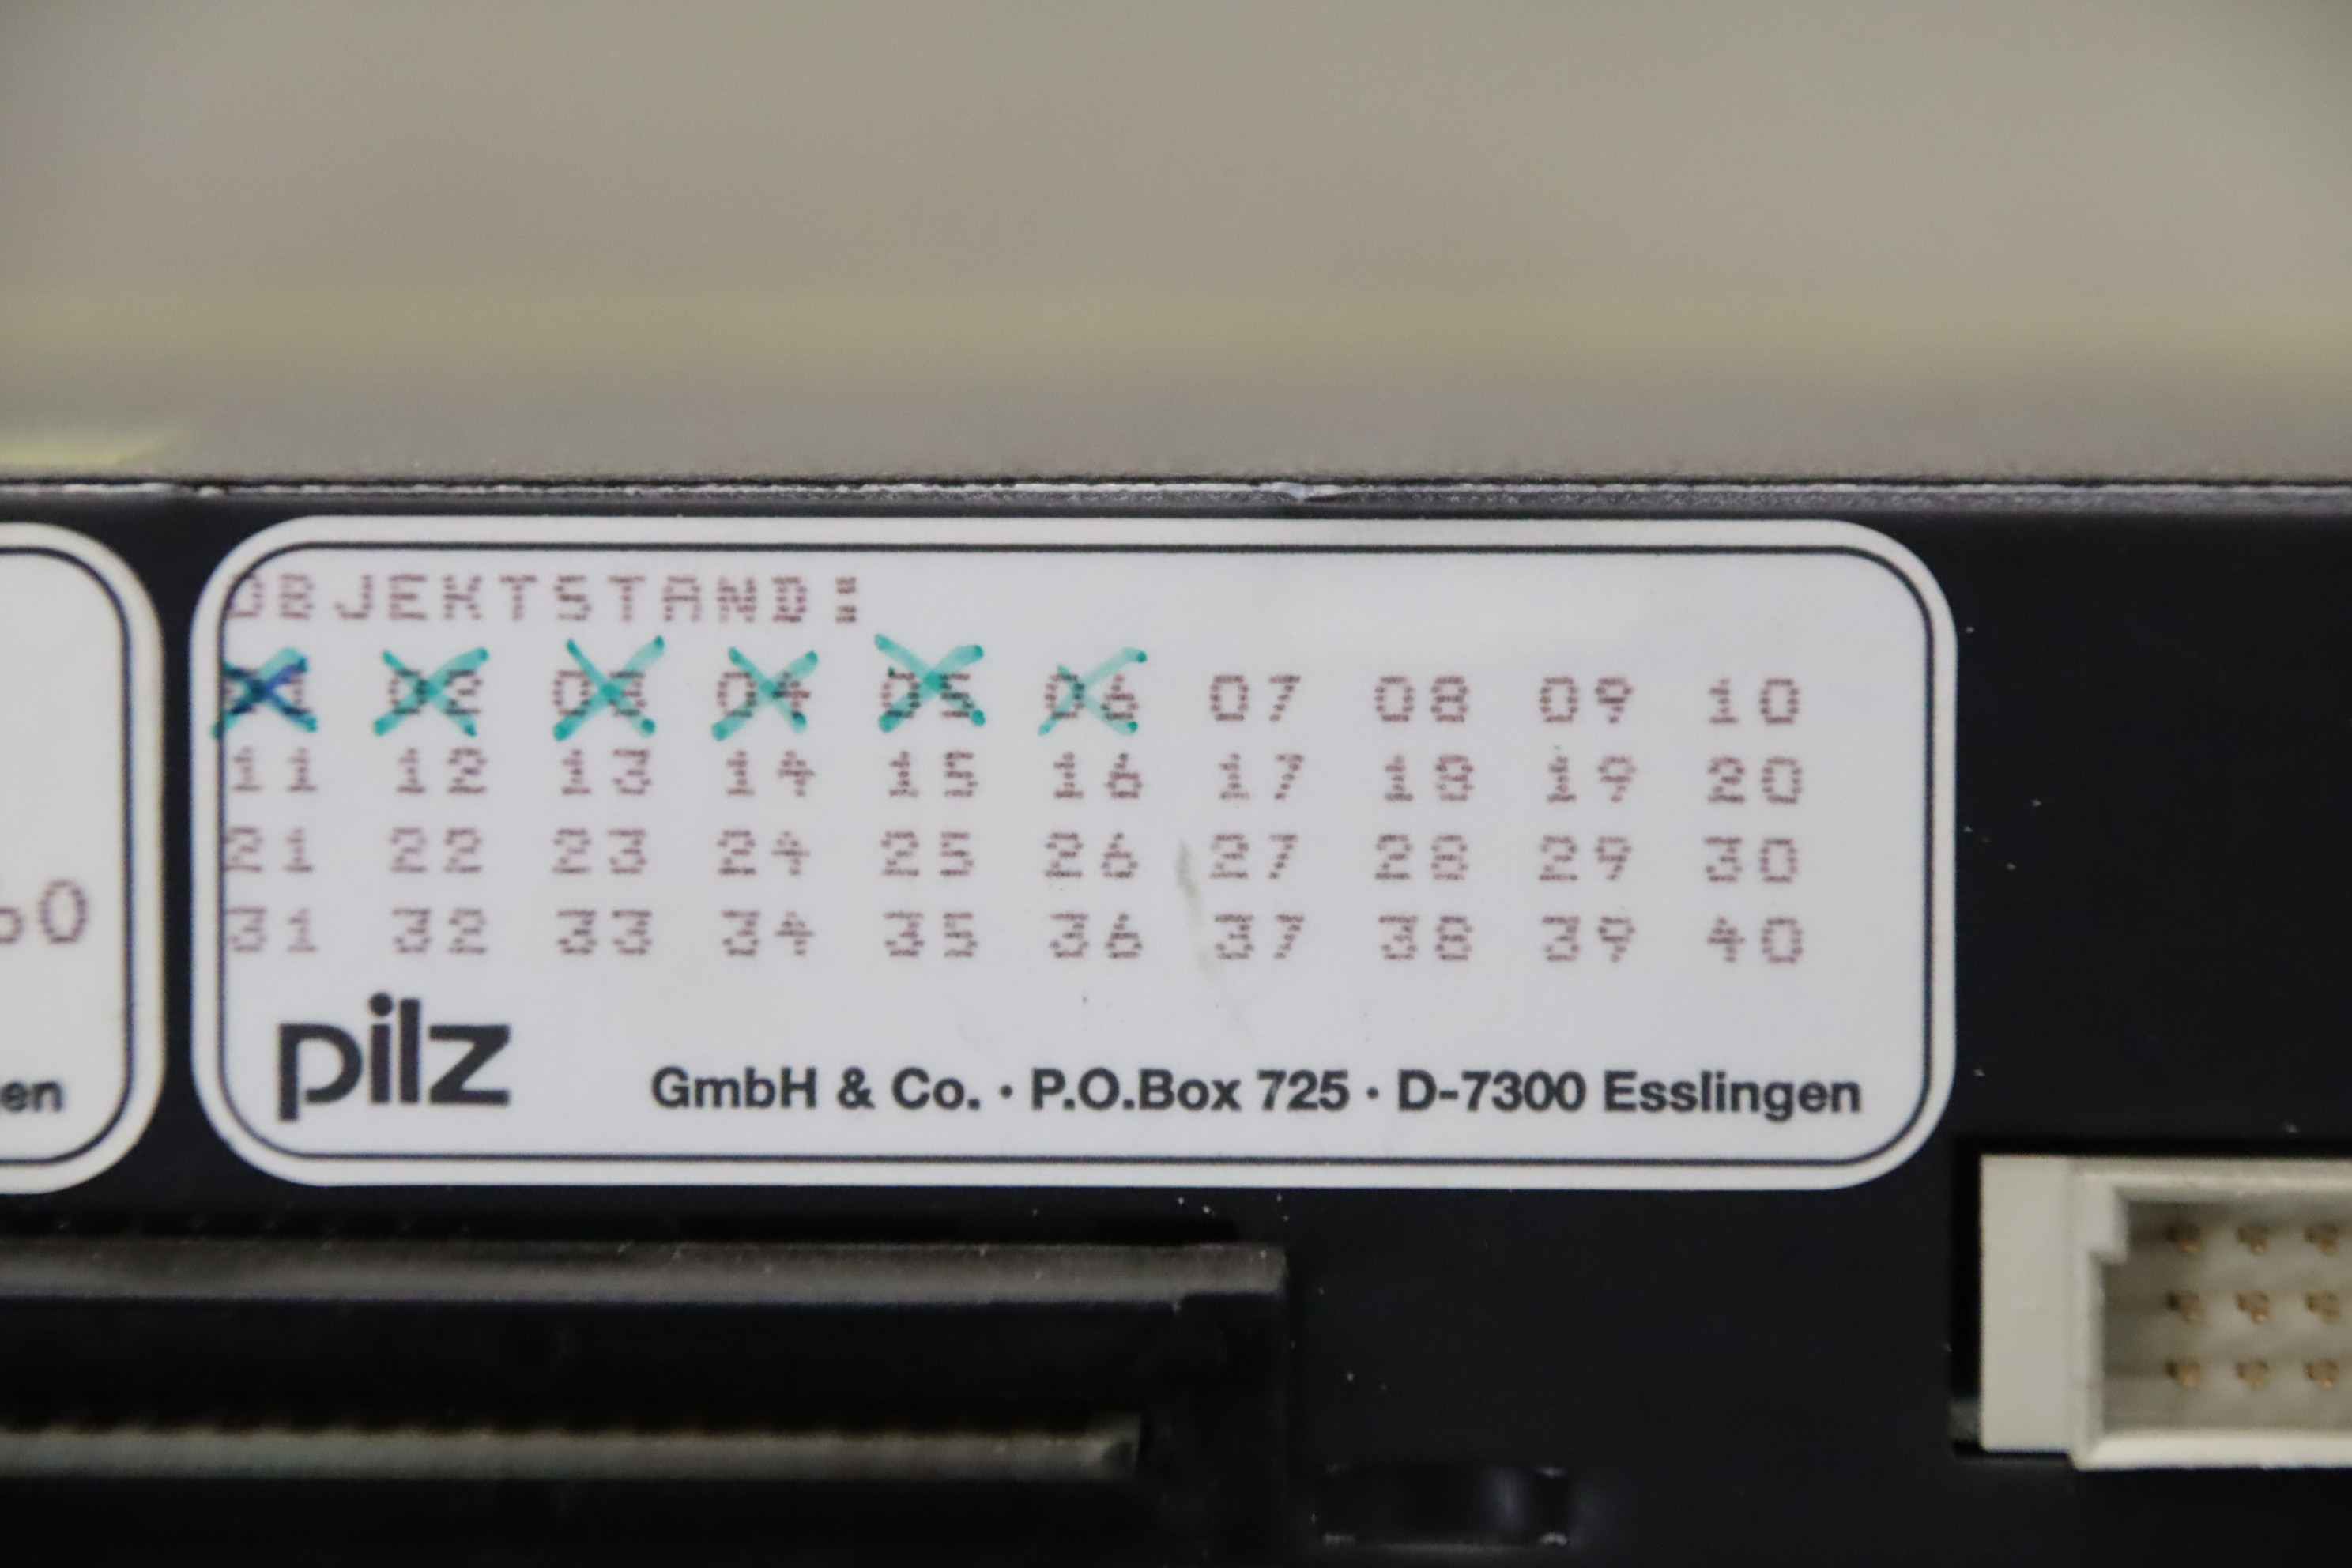 OBJEKTSTAND:
01 02 03 04 05 06 07 08 09 10
11 12 13 14 15 16 17 18 19 20
21 22 23 24 25 26 27 28 29 30
31 32 33 34 35 36 37 38 39 40
60
en
pilz
GmbH & Co. · P.O.Box 725 · D-7300 Esslingen